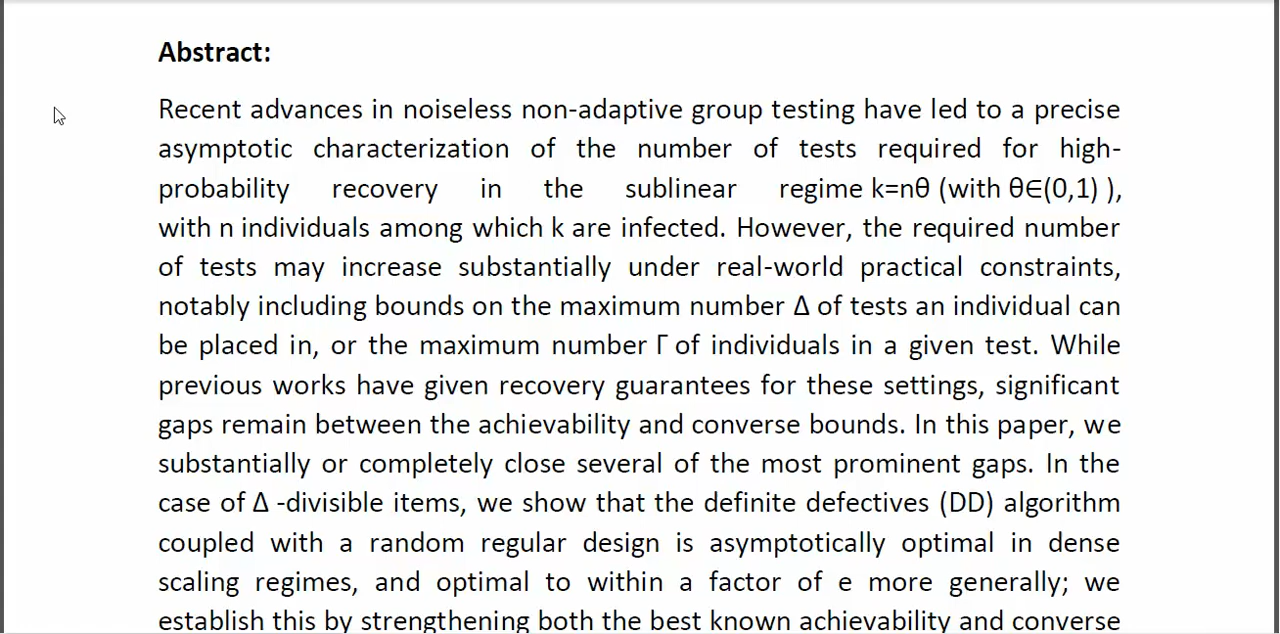 Abstract:
Recent advances in noiseless non-adaptive group testing have led to a precise
asymptotic characterization of the number of tests required for high-
probability recovery in the sublinear regime k=nθ (with θ∈(0,1) ),
with n individuals among which k are infected. However, the required number
of tests may increase substantially under real-world practical constraints,
notably including bounds on the maximum number Δ of tests an individual can
be placed in, or the maximum number Γ of individuals in a given test. While
previous works have given recovery guarantees for these settings, significant
gaps remain between the achievability and converse bounds. In this paper, we
substantially or completely close several of the most prominent gaps. In the
case of Δ -divisible items, we show that the definite defectives (DD) algorithm
coupled with a random regular design is asymptotically optimal in dense
scaling regimes, and optimal to within a factor of e more generally; we
establish this by strengthening both the best known achievability and converse